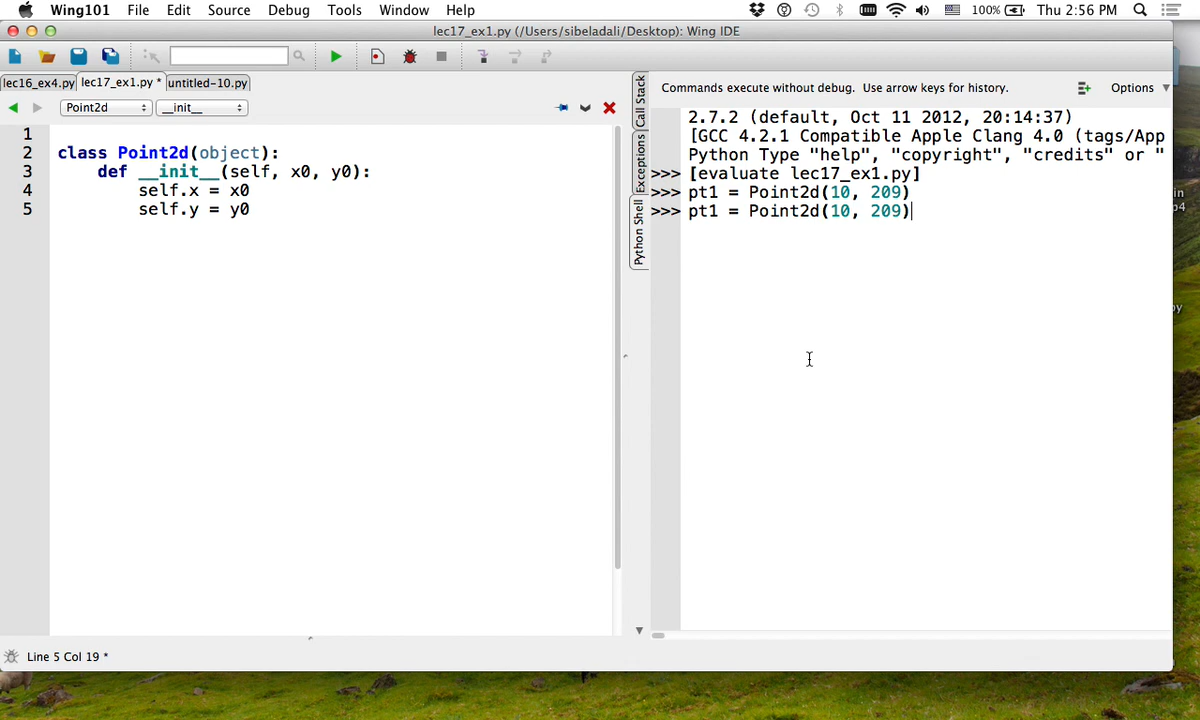 Wing101 File Edit Source Debug Tools Window Help 100% Thu 2:56 PM
lec17_ex1.py (/Users/sibeladali/Desktop): Wing IDE
lec16_ex4.py lec17_ex1.py * untitled-10.py
Point2d __init__
1
2 class Point2d(object):
3 def __init__(self, x0, y0):
4 self.x = x0
5 self.y = y0
Call Stack
Exceptions
Python Shell
Commands execute without debug. Use arrow keys for history. Options
2.7.2 (default, Oct 11 2012, 20:14:37)
[GCC 4.2.1 Compatible Apple Clang 4.0 (tags/App
Python Type "help", "copyright", "credits" or "
>>> [evaluate lec17_ex1.py]
>>> pt1 = Point2d(10, 209)
>>> pt1 = Point2d(10, 209)
Line 5 Col 19 *